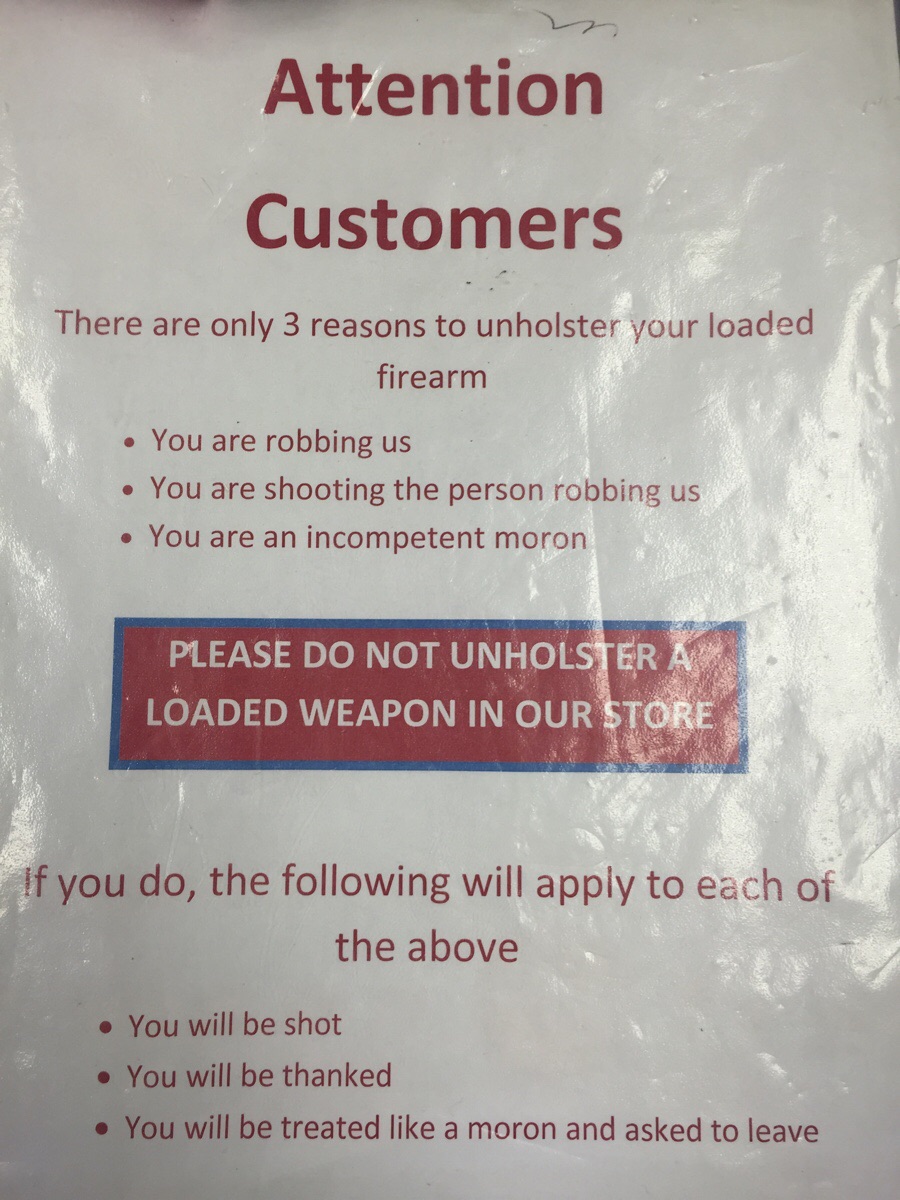 Attention
Customers
There are only 3 reasons to unholster your loaded
firearm
• You are robbing us
• You are shooting the person robbing us
• You are an incompetent moron
PLEASE DO NOT UNHOLSTER A
LOADED WEAPON IN OUR STORE
If you do, the following will apply to each of
the above
• You will be shot
• You will be thanked
• You will be treated like a moron and asked to leave